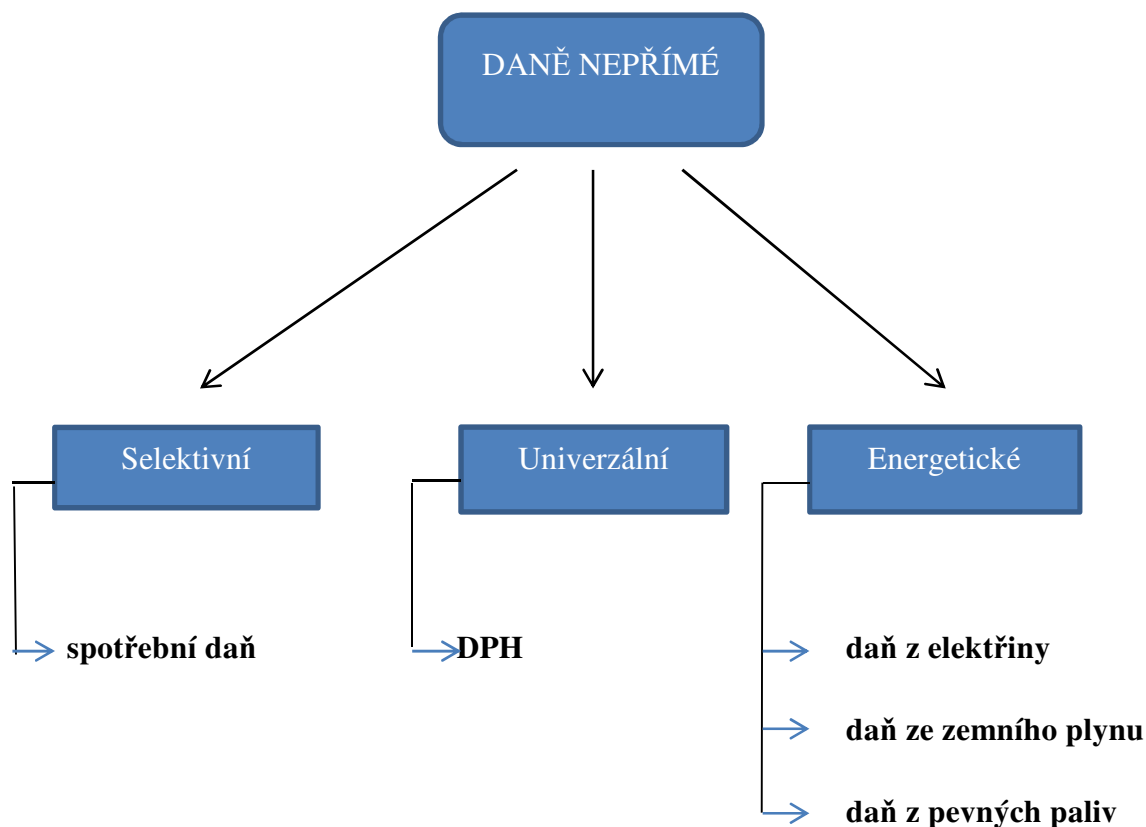 DANĚ NEPŘÍMÉ
Selektivní
Univerzální
Energetické
spotřební daň
DPH
daň z elektřiny
daň ze zemního plynu
daň z pevných paliv